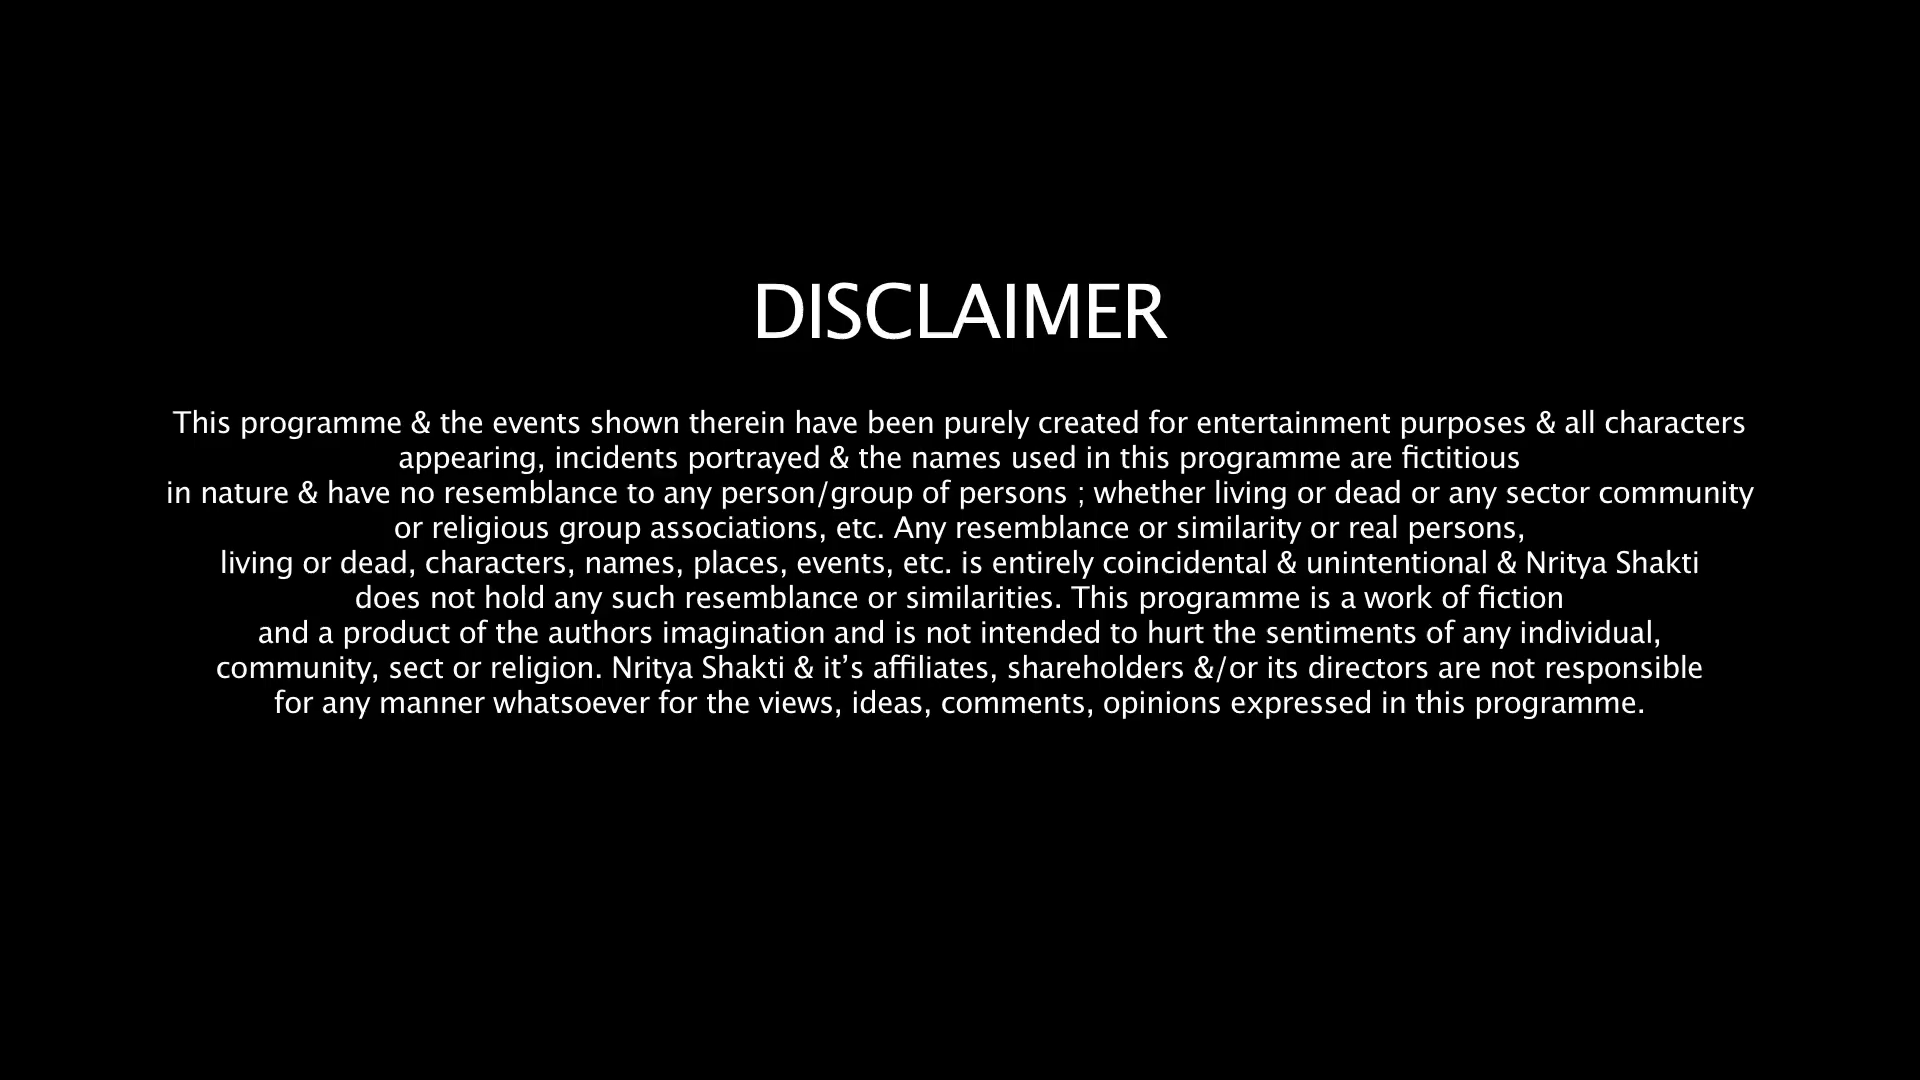 DISCLAIMER
This programme & the events shown therein have been purely created for entertainment purposes & all characters
appearing, incidents portrayed & the names used in this programme are fictitious
in nature & have no resemblance to any person/group of persons ; whether living or dead or any sector community
or religious group associations, etc. Any resemblance or similarity or real persons,
living or dead, characters, names, places, events, etc. is entirely coincidental & unintentional & Nritya Shakti
does not hold any such resemblance or similarities. This programme is a work of fiction
and a product of the authors imagination and is not intended to hurt the sentiments of any individual,
community, sect or religion. Nritya Shakti & it’s affiliates, shareholders &/or its directors are not responsible
for any manner whatsoever for the views, ideas, comments, opinions expressed in this programme.